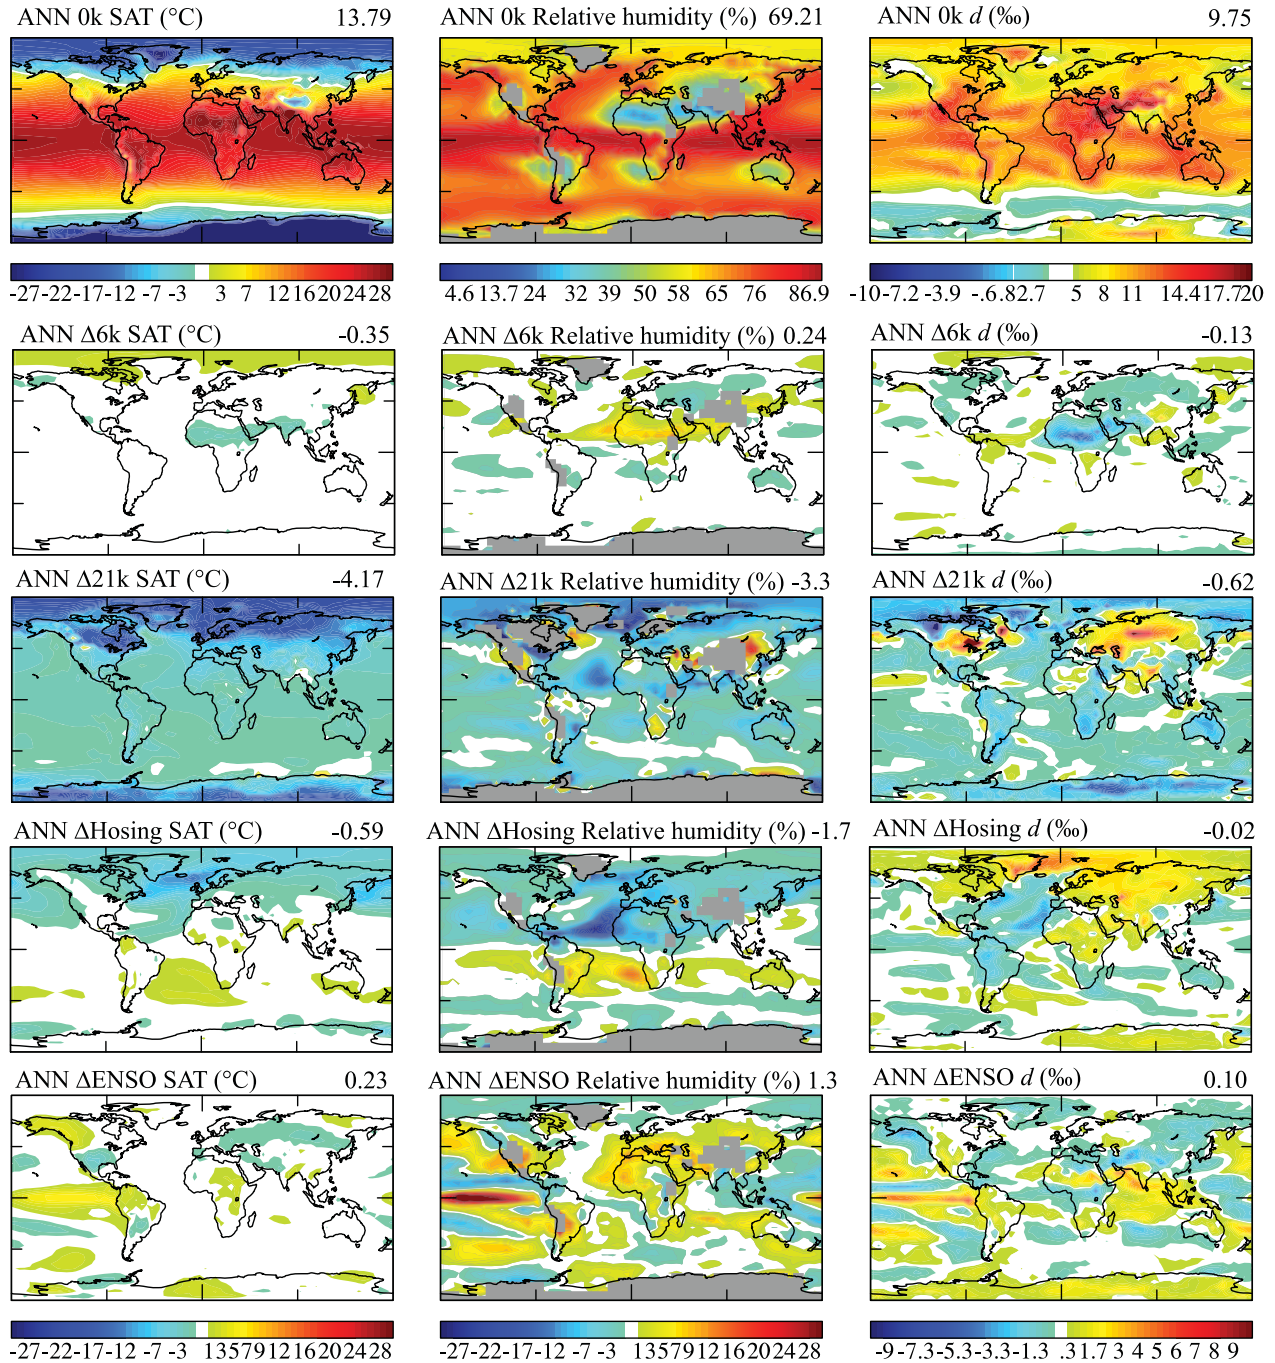 ANN 0k SAT (°C) 13.79
ANN 0k Relative humidity (%) 69.21
ANN 0k d (‰) 9.75
-27-22-17-12 -7 -3 3 7 1216202428
4.6 13.7 24 32 39 50 58 65 76 86.9
-10-7.2 -3.9 -.6.82.7 5 8 11 14.417.720
ANN Δ6k SAT (°C) -0.35
ANN Δ6k Relative humidity (%) 0.24
ANN Δ6k d (‰) -0.13
ANN Δ21k SAT (°C) -4.17
ANN Δ21k Relative humidity (%) -3.3
ANN Δ21k d (‰) -0.62
ANN ΔHosing SAT (°C) -0.59
ANN ΔHosing Relative humidity (%) -1.7
ANN ΔHosing d (‰) -0.02
ANN ΔENSO SAT (°C) 0.23
ANN ΔENSO Relative humidity (%) 1.3
ANN ΔENSO d (‰) 0.10
-27-22-17-12 -7 -3 13579121620 2428
-27-22-17-12 -7 -3 13579121620 2428
-9 -7.3-5.3-3.3-1.3 .3 1.7 3 4 5 6 7 8 9